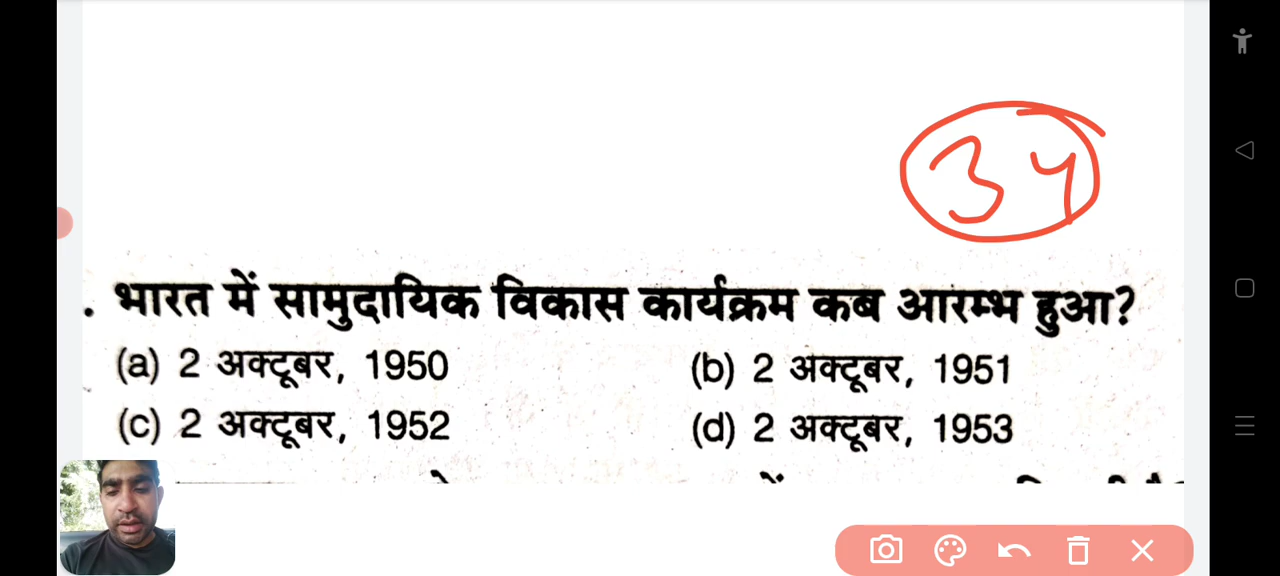 34
. भारत में सामुदायिक विकास कार्यक्रम कब आरम्भ हुआ?
(a) 2 अक्टूबर, 1950 (b) 2 अक्टूबर, 1951
(c) 2 अक्टूबर, 1952 (d) 2 अक्टूबर, 1953